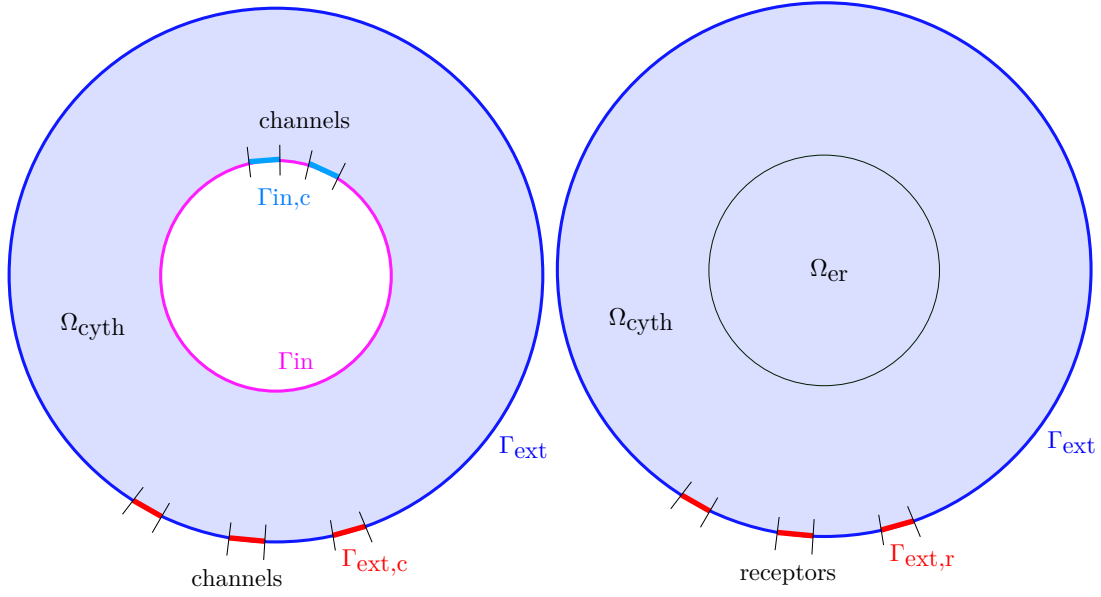 channels
Γin,c
Ωcyth
Γin
Γext
Γext,c
channels
Ωer
Ωcyth
Γext
Γext,r
receptors